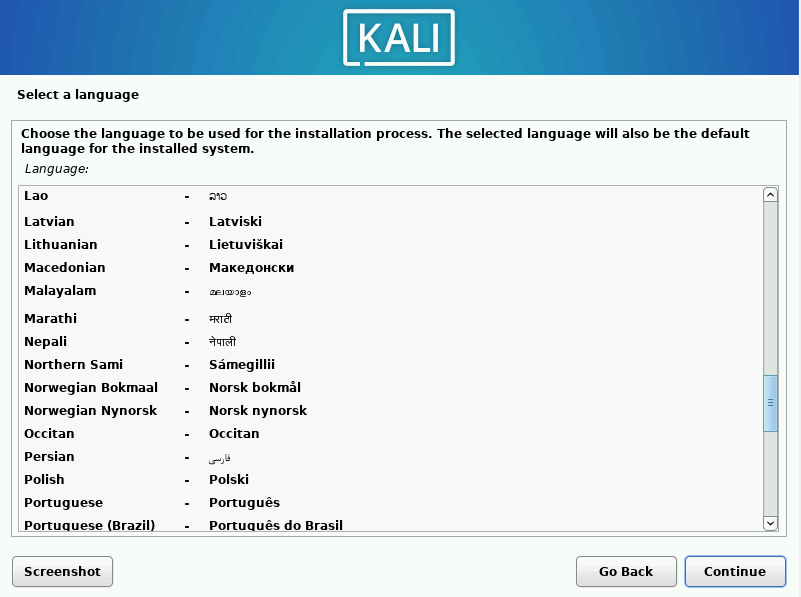 KALI
Select a language
Choose the language to be used for the installation process. The selected language will also be the default
language for the installed system.
Language:
Lao - ລາວ
Latvian - Latviski
Lithuanian - Lietuviškai
Macedonian - Македонски
Malayalam - മലയാളം
Marathi - मराठी
Nepali - नेपाली
Northern Sami - Sámegillii
Norwegian Bokmaal - Norsk bokmål
Norwegian Nynorsk - Norsk nynorsk
Occitan - Occitan
Persian - فارسی
Polish - Polski
Portuguese - Português
Portuguese (Brazil) - Português do Brasil
Screenshot Go Back Continue